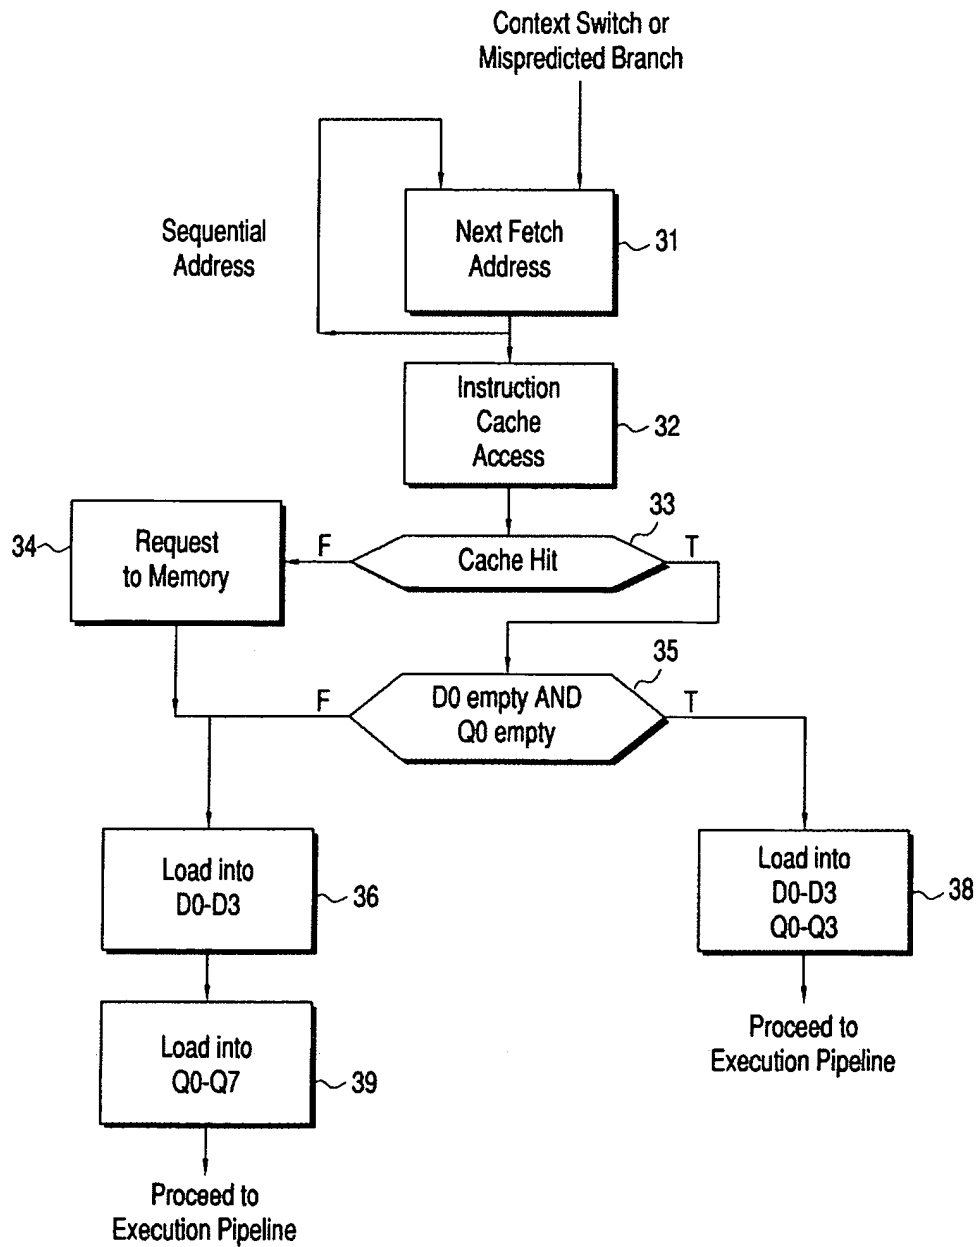 Context Switch or
Mispredicted Branch
Sequential
Address
Next Fetch
Address
31
Instruction
Cache
Access
32
33
34
Request
to Memory
F
Cache Hit
T
35
F
D0 empty AND
Q0 empty
T
Load into
D0-D3
36
Load into
D0-D3
Q0-Q3
38
Load into
Q0-Q7
39
Proceed to
Execution Pipeline
Proceed to
Execution Pipeline